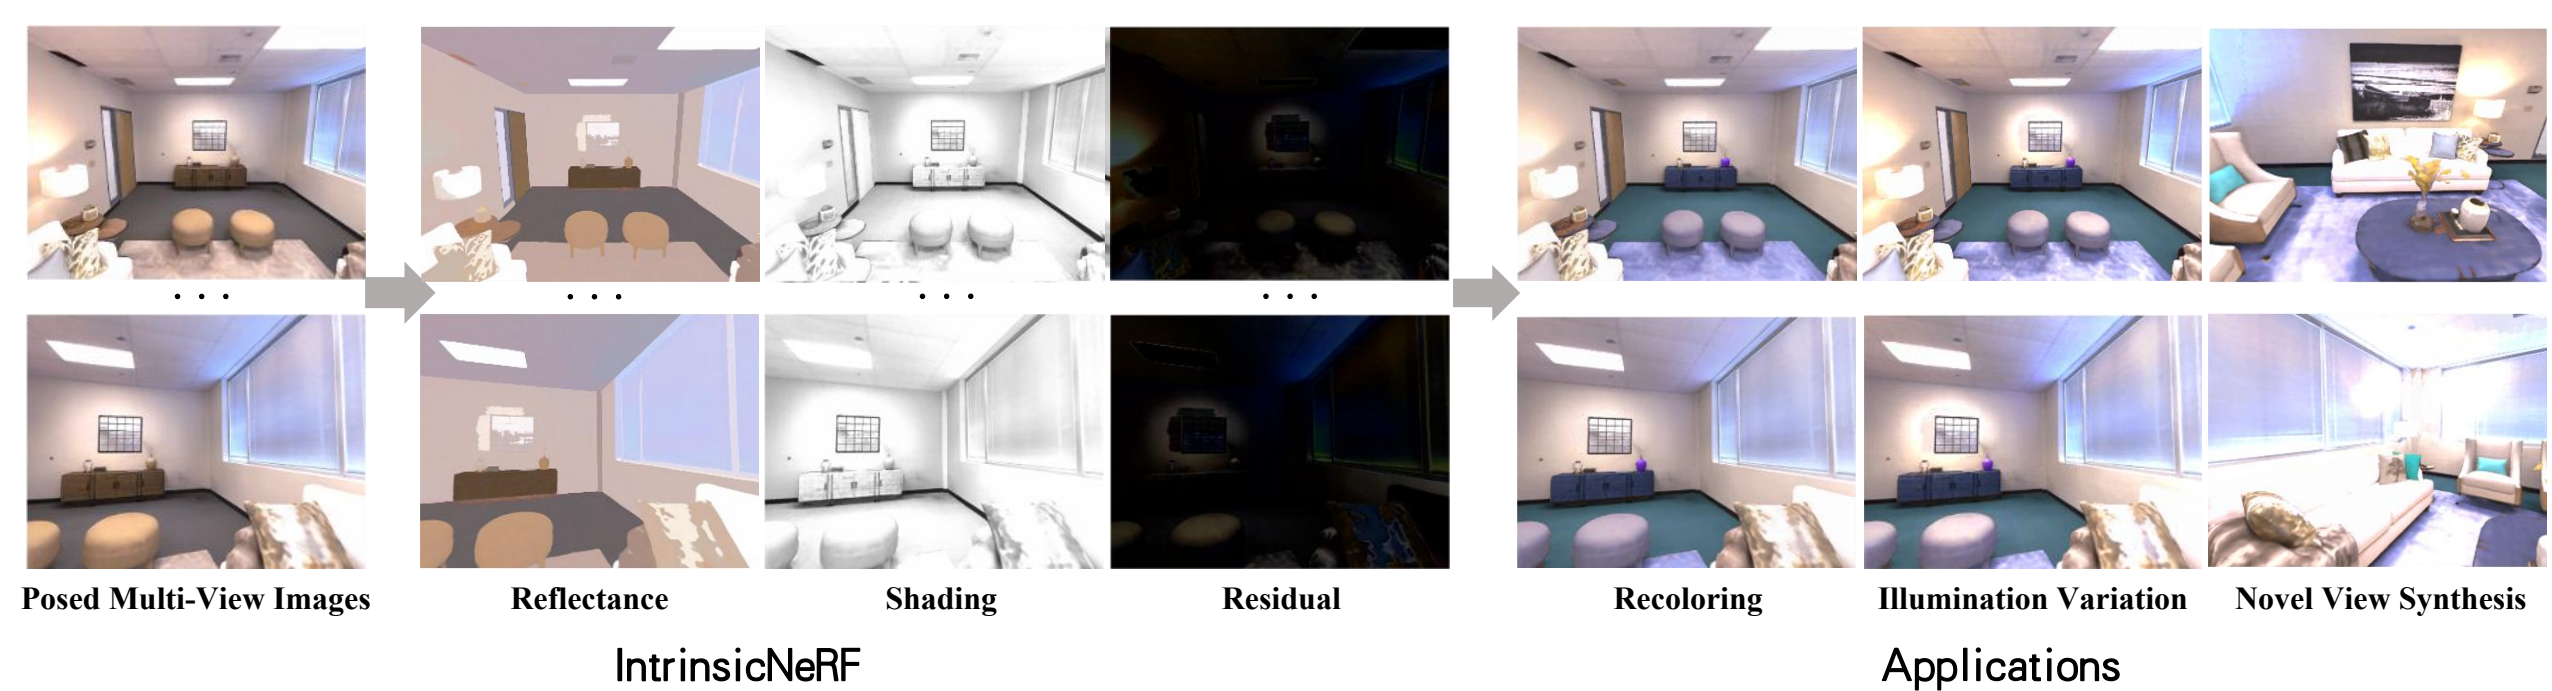 Posed Multi-View Images
Reflectance
Shading
Residual
Recoloring
Illumination Variation
Novel View Synthesis
IntrinsicNeRF
Applications